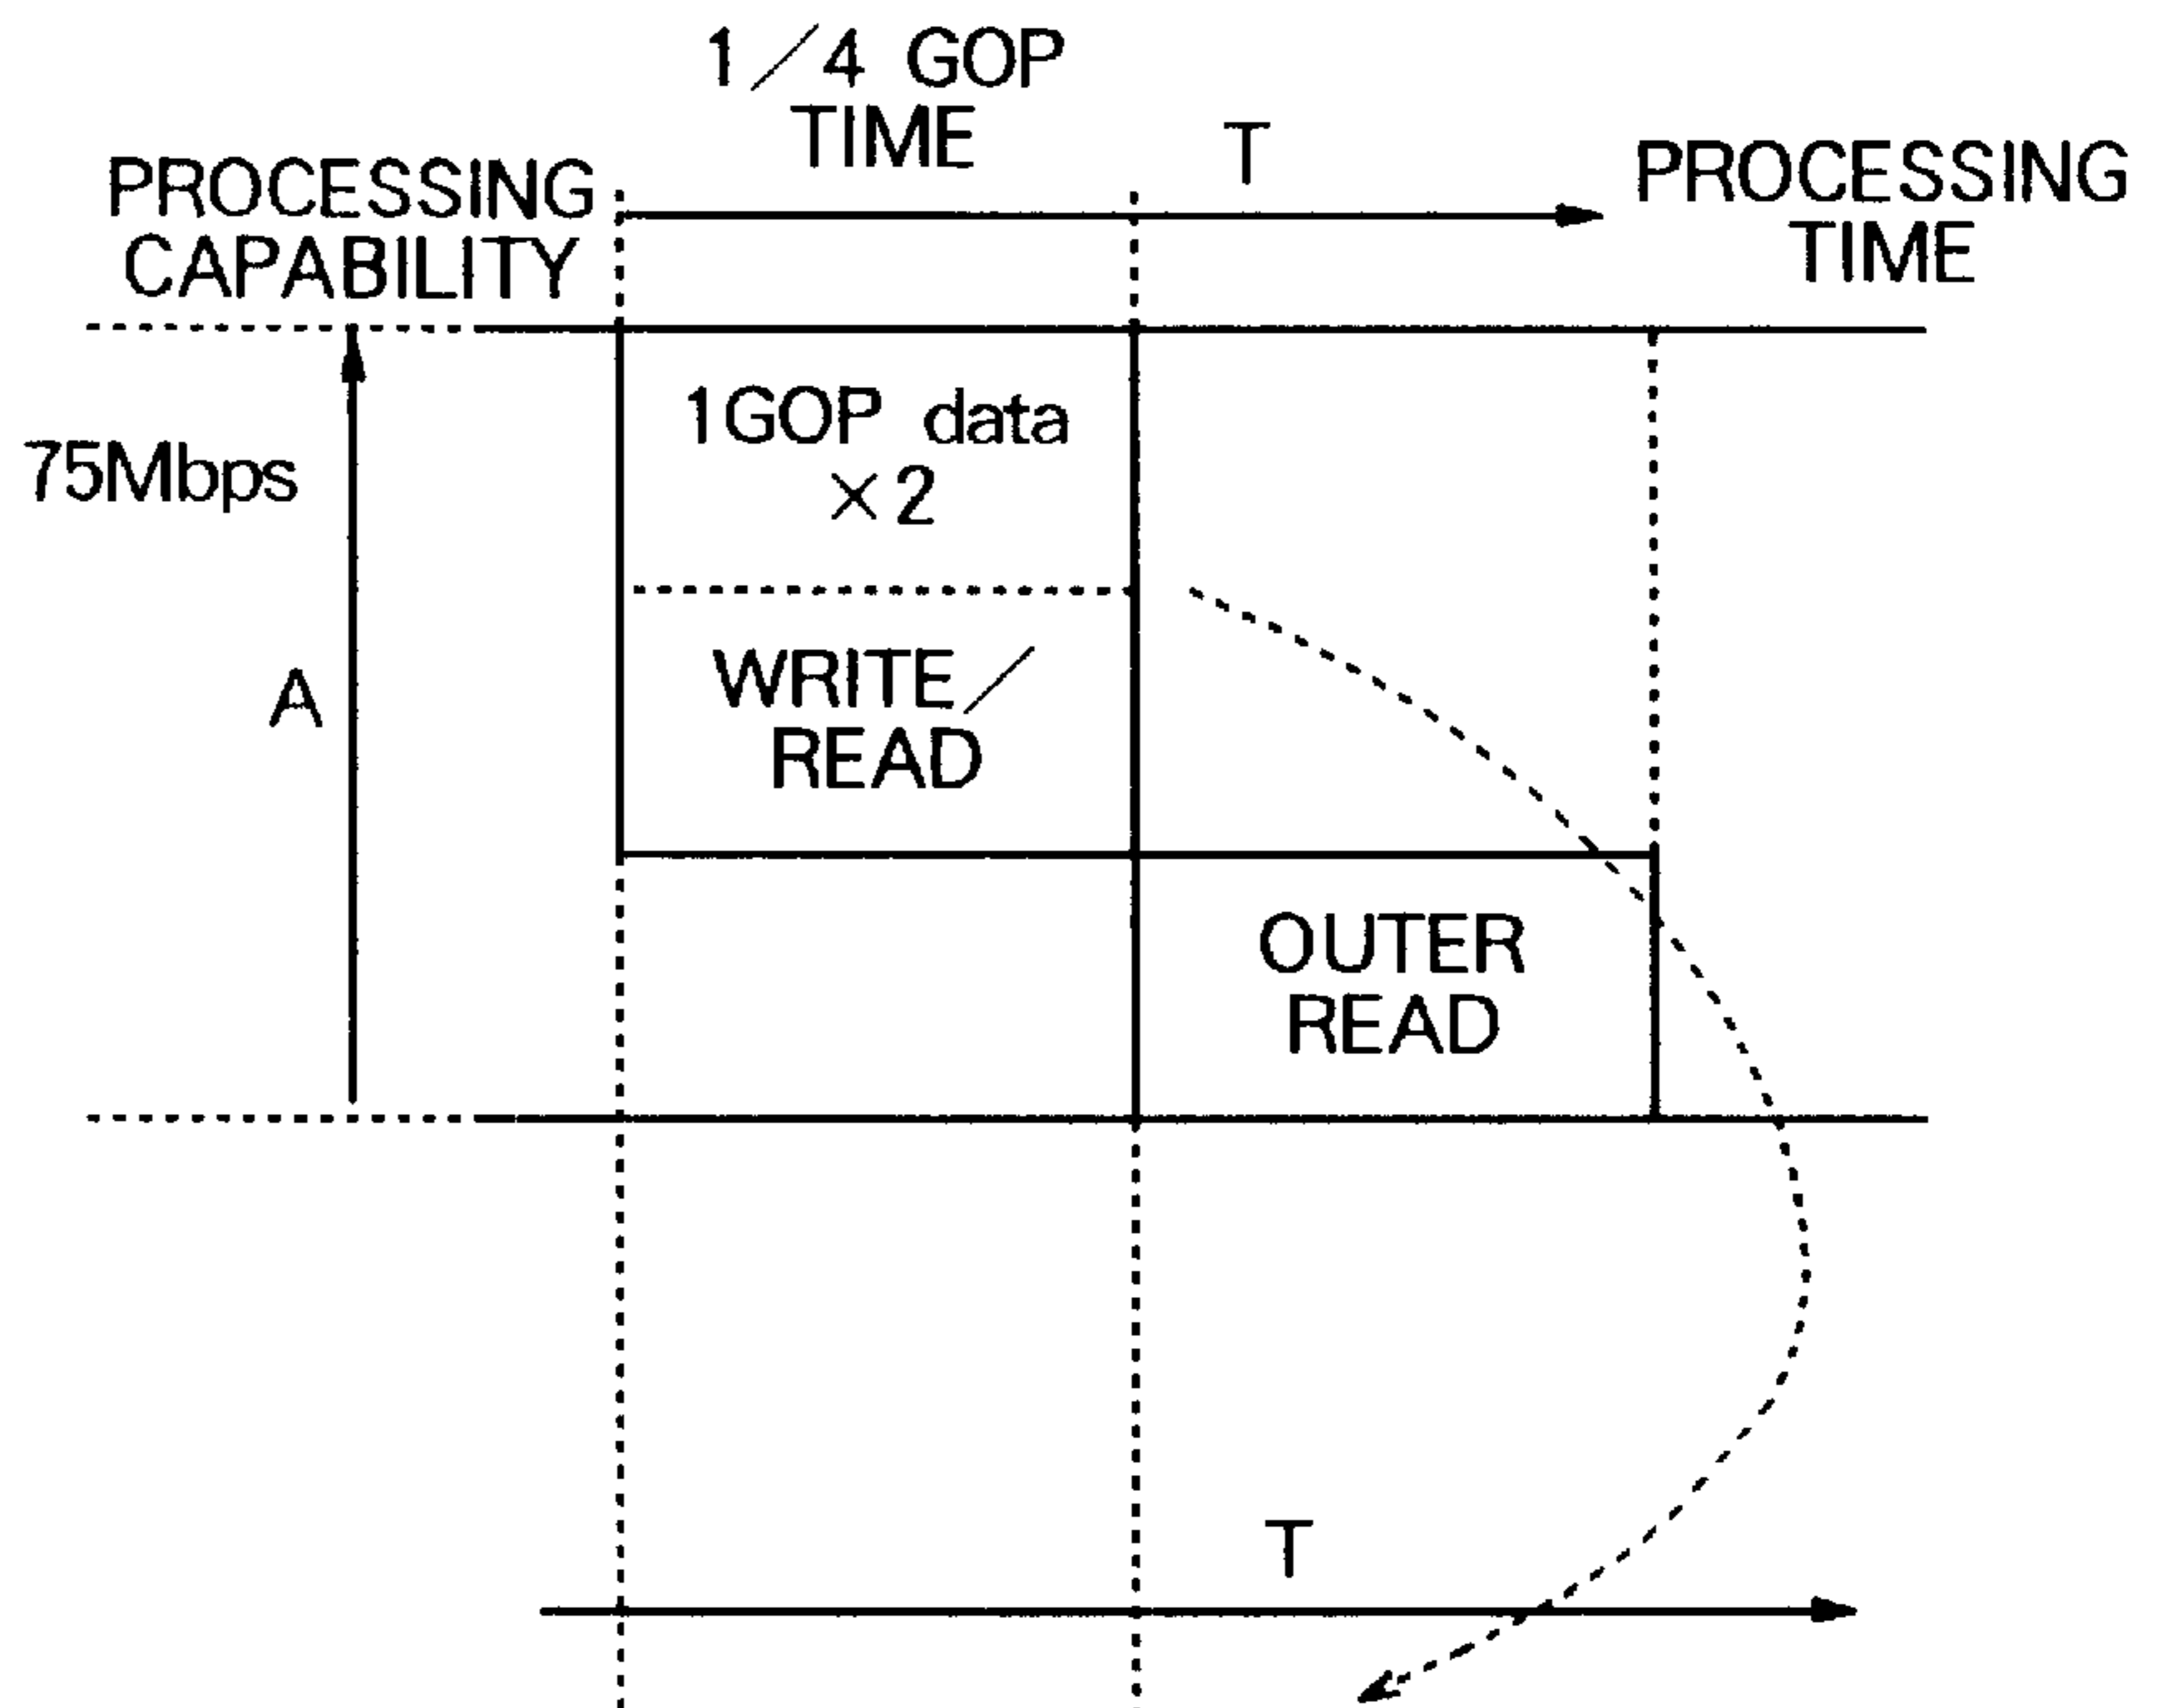 1/4 GOP
TIME
T
PROCESSING
CAPABILITY
PROCESSING
TIME
75Mbps
A
1GOP data
×2
WRITE/
READ
OUTER
READ
T